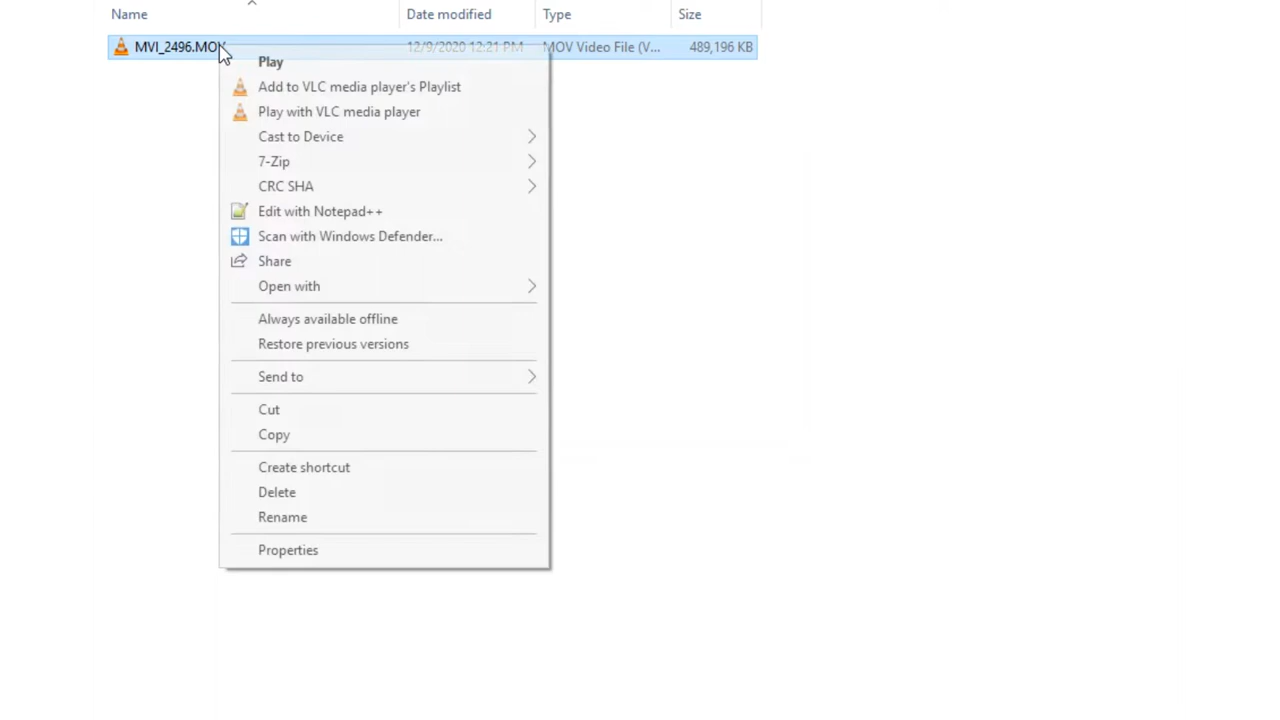 Name Date modified Type Size
MVI_2496.MOV 12/9/2020 12:21 PM MOV Video File (V... 489,196 KB
Play
Add to VLC media player's Playlist
Play with VLC media player
Cast to Device
7-Zip
CRC SHA
Edit with Notepad++
Scan with Windows Defender...
Share
Open with
Always available offline
Restore previous versions
Send to
Cut
Copy
Create shortcut
Delete
Rename
Properties